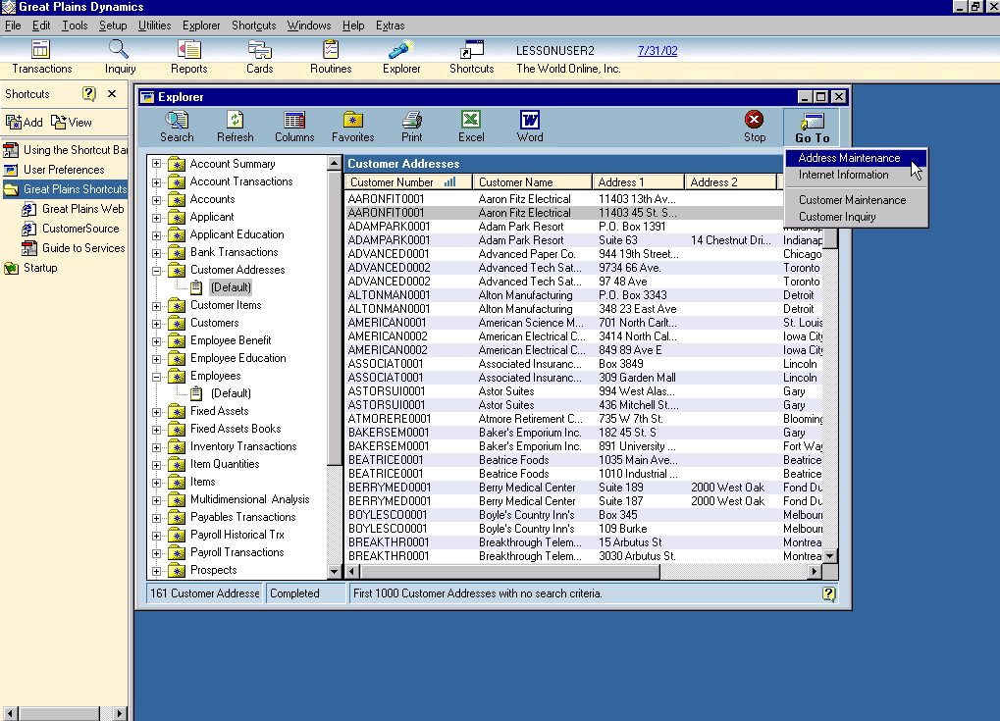 Great Plains Dynamics
File Edit Tools Setup Utilities Explorer Shortcuts Windows Help Extras
Transactions Inquiry Reports Cards Routines Explorer Shortcuts
LESSONUSER2 7/31/02
The World Online, Inc.
Shortcuts
Add View
Using the Shortcut Bar
User Preferences
Great Plains Shortcuts
Great Plains Web
CustomerSource
Guide to Services
Startup
Explorer
Search Refresh Columns Favorites Print Excel Word Stop Go To
Address Maintenance
Internet Information
Customer Maintenance
Customer Inquiry
Account Summary
Account Transactions
Accounts
Applicant
Applicant Education
Bank Transactions
Customer Addresses
(Default)
Customer Items
Customers
Employee Benefit
Employee Education
Employees
(Default)
Fixed Assets
Fixed Assets Books
Inventory Transactions
Item Quantities
Items
Multidimensional Analysis
Payables Transactions
Payroll Historical Trx
Payroll Transactions
Prospects
Customer Addresses
Customer Number Customer Name Address 1 Address 2
AARONFIT0001 Aaron Fitz Electrical 11403 13th Av...
AARONFIT0001 Aaron Fitz Electrical 11403 45 St. S...
ADAMPARK0001 Adam Park Resort P.O. Box 1391
ADAMPARK0001 Adam Park Resort Suite 63 14 Chestnut Dri... Indianap
ADVANCED0001 Advanced Paper Co. 944 19th Street... Chicago
ADVANCED0002 Advanced Tech Sat... 9734 66 Ave. Toronto
ADVANCED0002 Advanced Tech Sat... 97 48 Ave Toronto
ALTONMAN0001 Alton Manufacturing P.O. Box 3343 Detroit
ALTONMAN0001 Alton Manufacturing 348 23 East Ave Detroit
AMERICAN0001 American Science M... 701 North Carlt... St. Louis
AMERICAN0002 American Electrical C... 3414 North Cal... Iowa City
AMERICAN0002 American Electrical C... 849 89 Ave E Iowa City
ASSOCIAT0001 Associated Insuranc... Box 3849 Lincoln
ASSOCIAT0001 Associated Insuranc... 309 Garden Mall Lincoln
ASTORSUI0001 Astor Suites 994 West Alas... Gary
ASTORSUI0001 Astor Suites 436 Mitchell St.... Gary
ATMORERE0001 Atmore Retirement C... 735 W 7th St. Blooming
BAKERSEM0001 Baker's Emporium Inc. 182 45 St. S Gary
BAKERSEM0001 Baker's Emporium Inc. 891 University ... Fort Way
BEATRICE0001 Beatrice Foods 1035 Main Ave... Beatrice
BEATRICE0001 Beatrice Foods 1010 Industrial ... Beatrice
BERRYMED0001 Berry Medical Center Suite 189 2000 West Oak Fond Du
BERRYMED0001 Berry Medical Center Suite 187 2000 West Oak Fond Du
BOYLESCO0001 Boyle's Country Inn's Box 345 Melbour
BOYLESCO0001 Boyle's Country Inn's 109 Burke Melbour
BREAKTHR0001 Breakthrough Telem... 15 Arbutus St Montrea
BREAKTHR0001 Breakthrough Telem... 3030 Arbutus ... Montrea
161 Customer Addresse Completed First 1000 Customer Addresses with no search criteria.